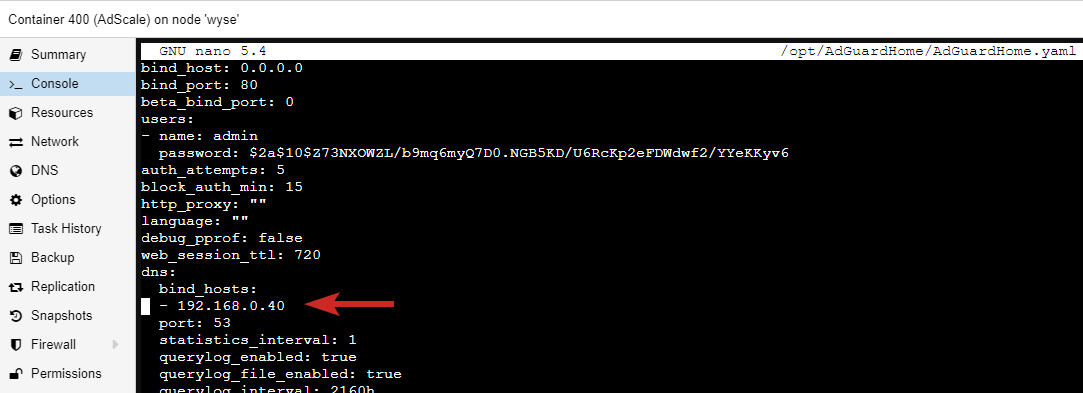 Container 400 (AdScale) on node 'wyse'
Summary
Console
Resources
Network
DNS
Options
Task History
Backup
Replication
Snapshots
Firewall
Permissions
GNU nano 5.4 /opt/AdGuardHome/AdGuardHome.yaml
bind_host: 0.0.0.0
bind_port: 80
beta_bind_port: 0
users:
- name: admin
password: $2a$10$Z73NXOWZL/b9mq6myQ7D0.NGB5KD/U6RcKp2eFDWdwf2/YYeKKyv6
auth_attempts: 5
block_auth_min: 15
http_proxy: ""
language: ""
debug_pprof: false
web_session_ttl: 720
dns:
bind_hosts:
- 192.168.0.40
port: 53
statistics_interval: 1
querylog_enabled: true
querylog_file_enabled: true
querylog_interval: 2160h